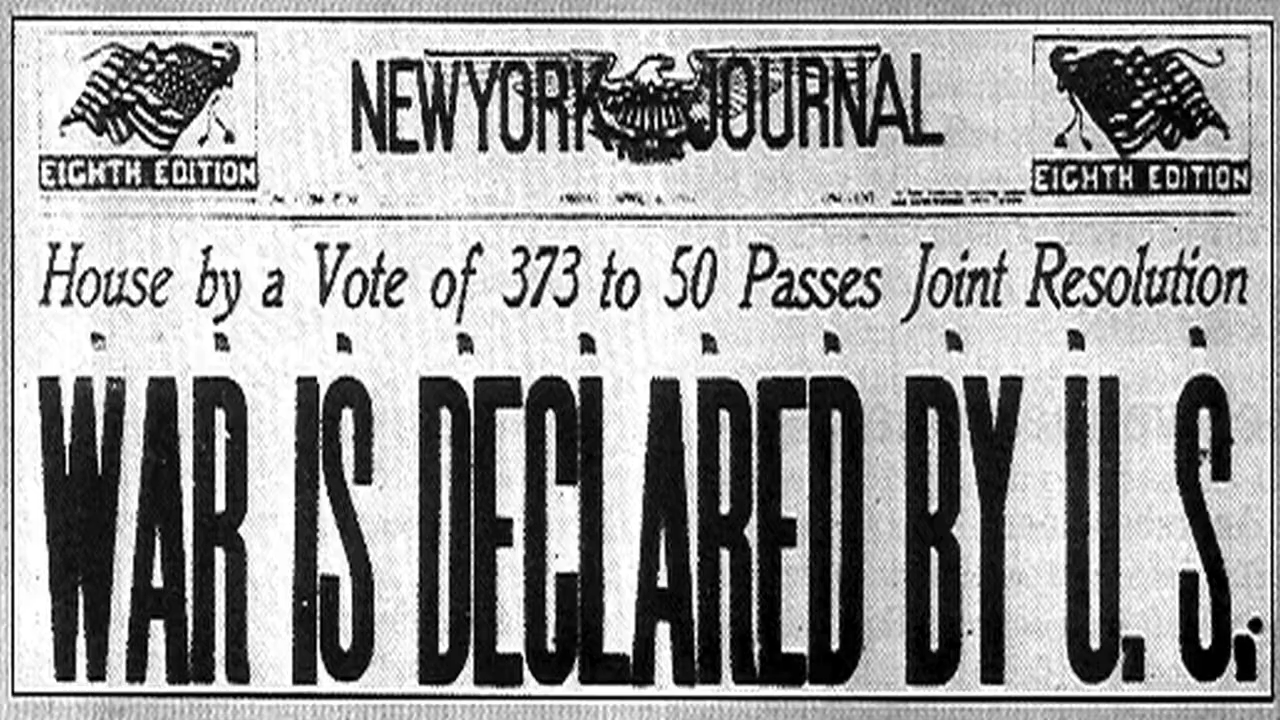 NEW YORK JOURNAL
EIGHTH EDITION
EIGHTH EDITION
House by a Vote of 373 to 50 Passes Joint Resolution
WAR IS DECLARED BY U. S.